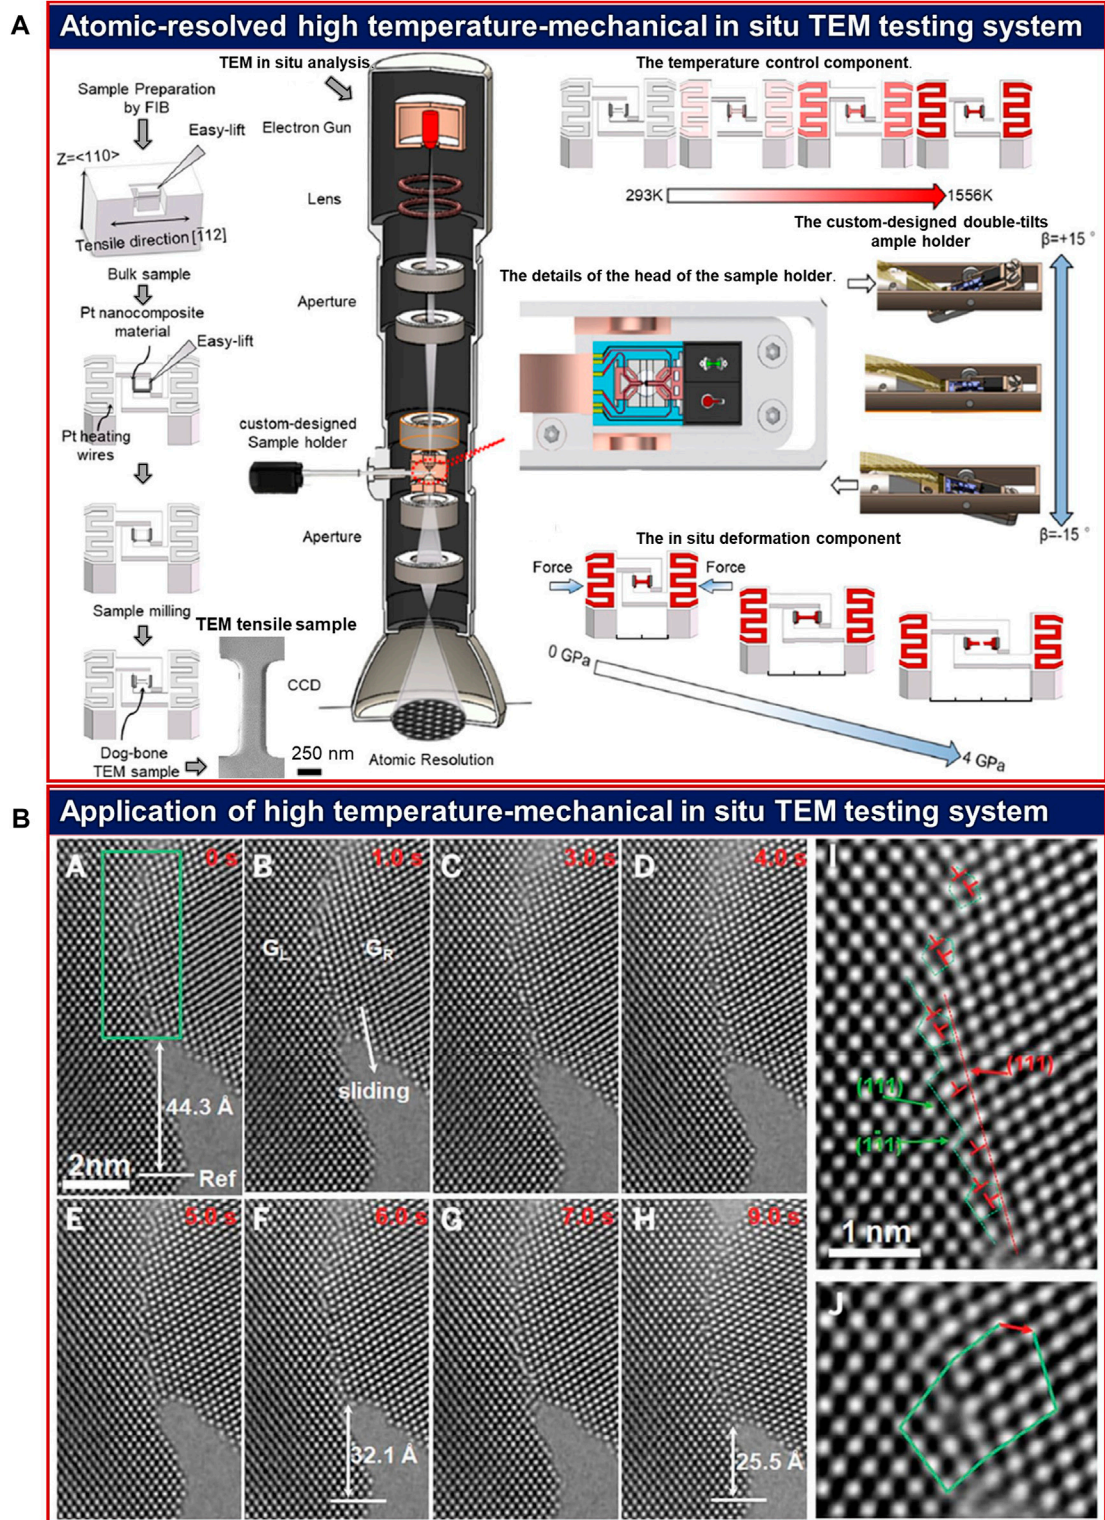 A
Atomic-resolved high temperature-mechanical in situ TEM testing system
TEM in situ analysis
Sample Preparation
by FIB
Easy-lift
Z=<110>
Tensile direction [1̄12]
Bulk sample
Pt nanocomposite
material
Easy-lift
Pt heating
wires
Sample milling
Dog-bone
TEM sample
TEM tensile sample
250 nm
Electron Gun
Lens
Aperture
custom-designed
Sample holder
Aperture
CCD
Atomic Resolution
The temperature control component.
293K
1556K
The custom-designed double-tilts
ample holder
β=+15 °
β=-15 °
The details of the head of the sample holder.
The in situ deformation component
Force
Force
0 GPa
4 GPa
B
Application of high temperature-mechanical in situ TEM testing system
A
0 s
44.3 Å
2nm
Ref
B
1.0 s
GL
GR
sliding
C
3.0 s
D
4.0 s
E
5.0 s
F
6.0 s
32.1 Å
G
7.0 s
H
9.0 s
25.5 Å
I
(111)
(111)
(11̄1)
1 nm
J